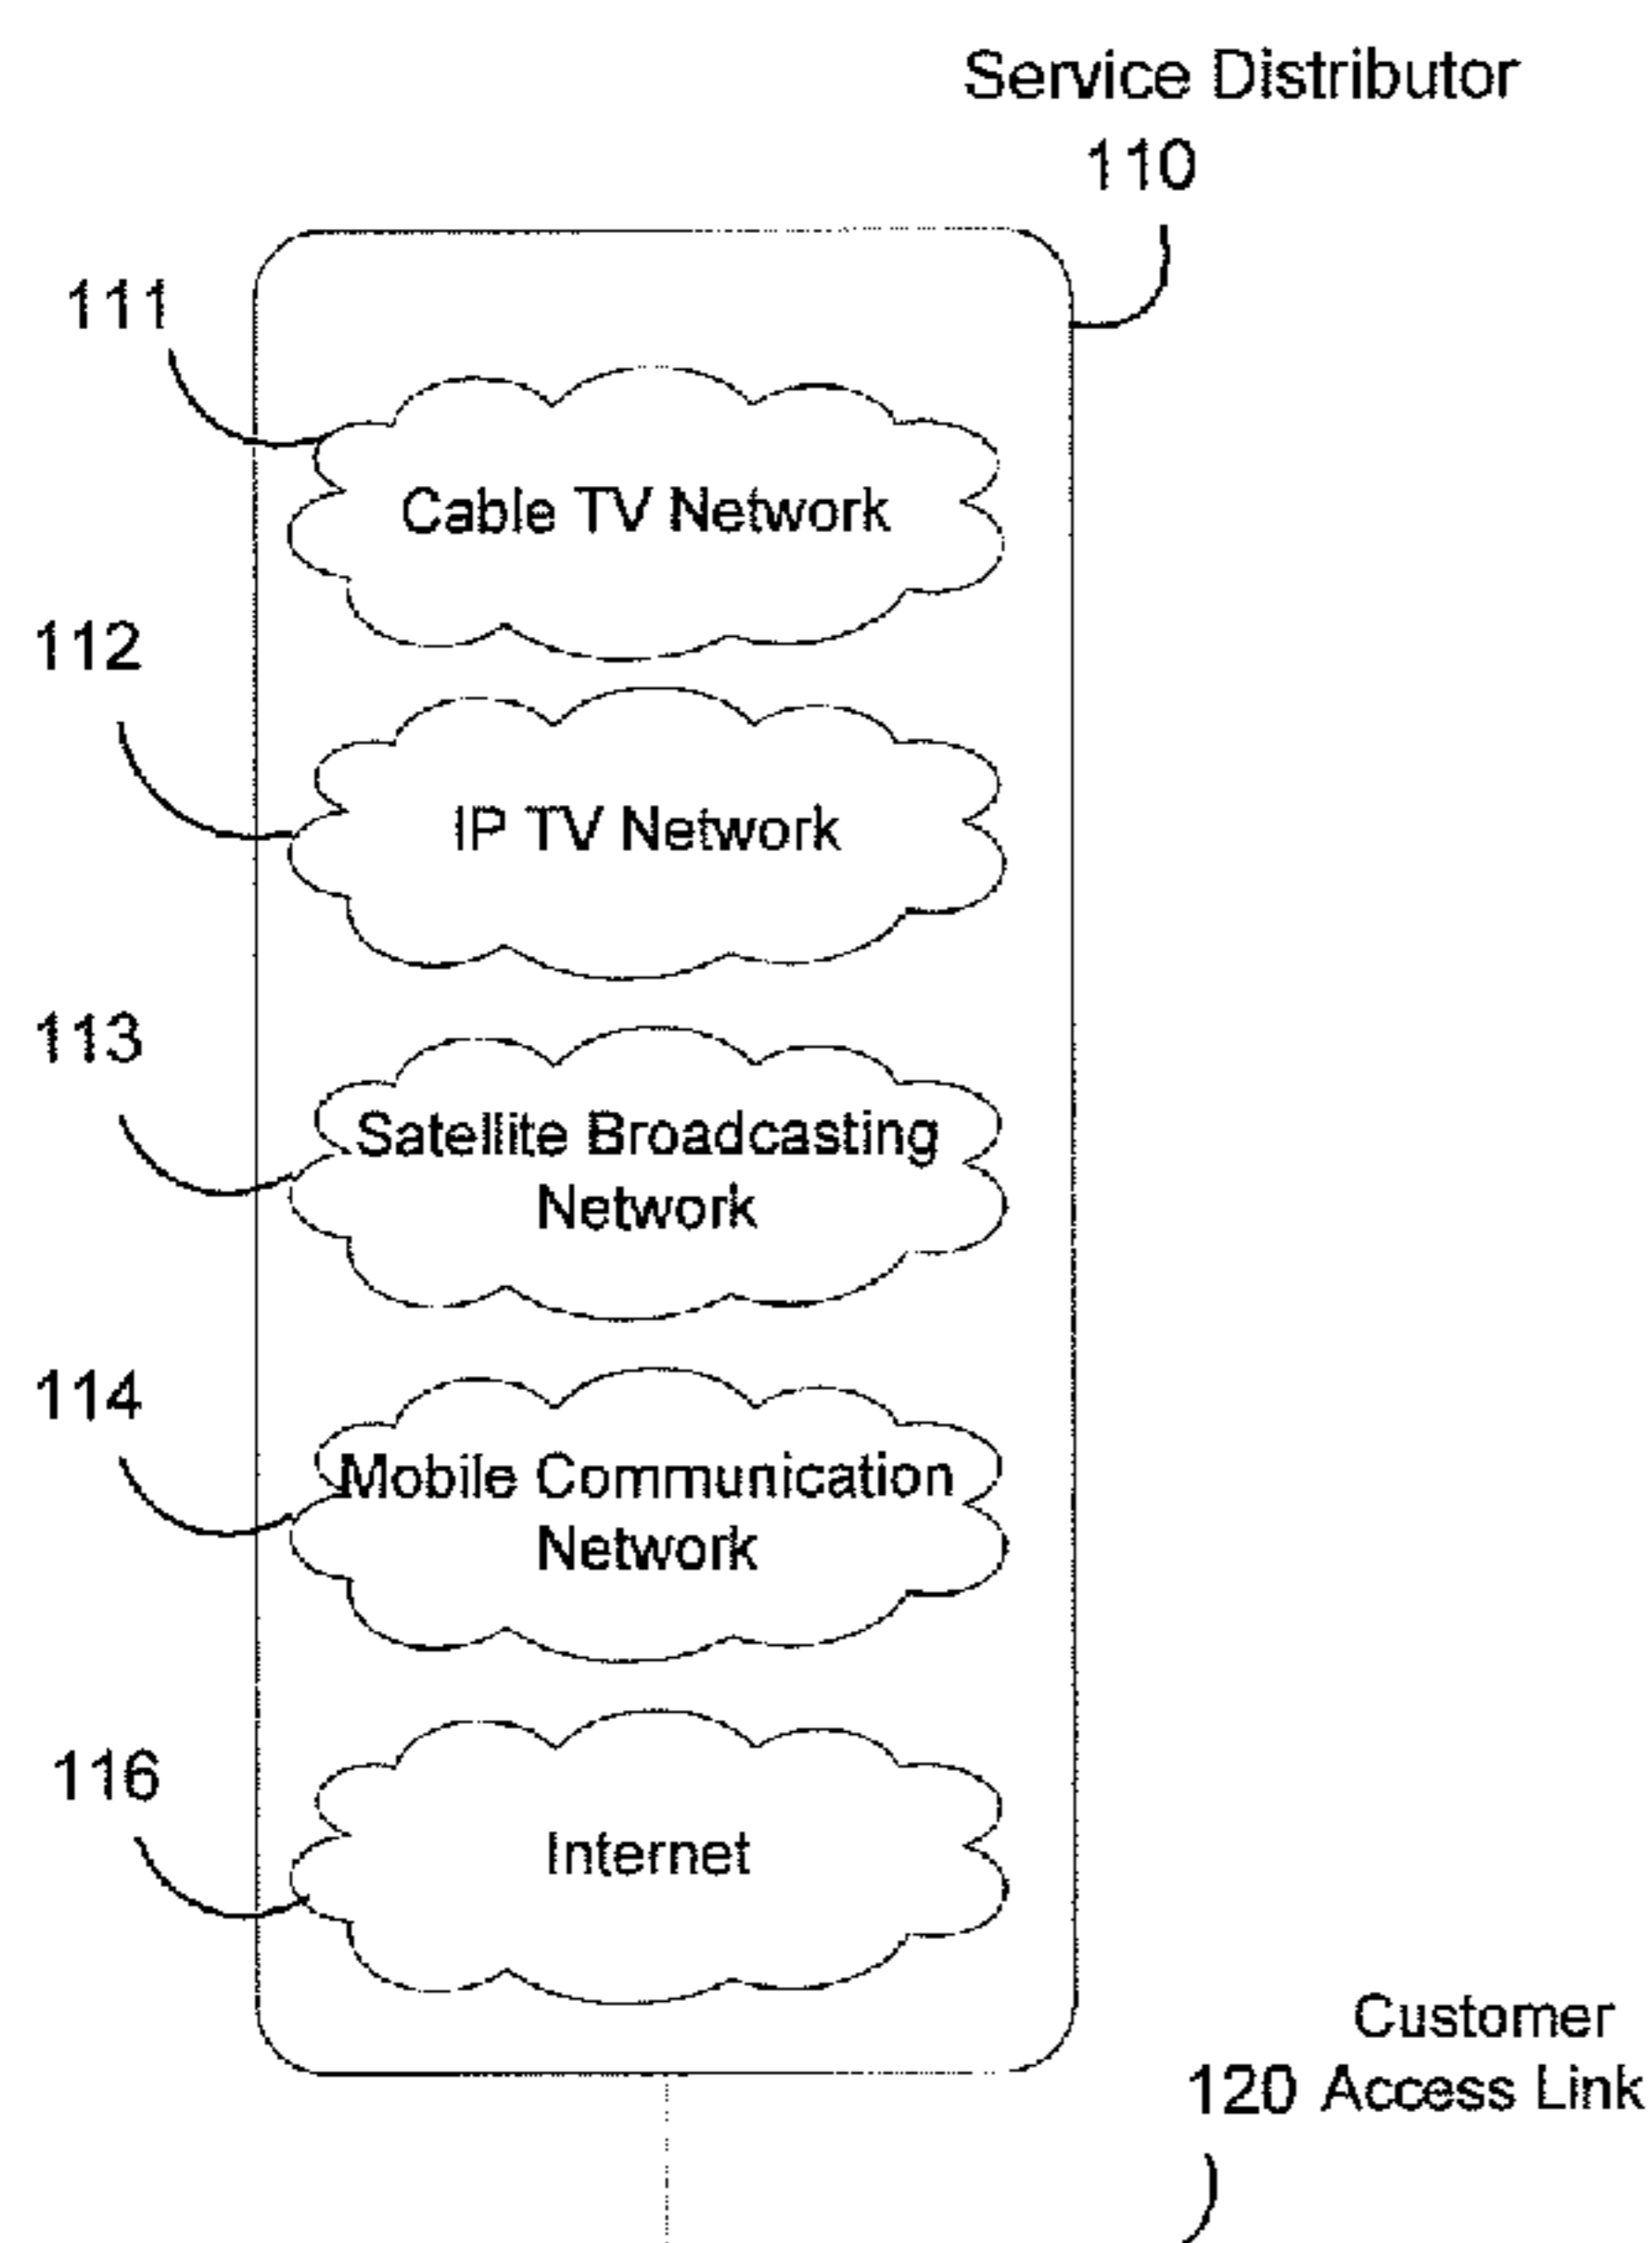 Service Distributor
110
111
Cable TV Network
112
IP TV Network
113
Satellite Broadcasting
Network
114
Mobile Communication
Network
116
Internet
Customer
120 Access Link